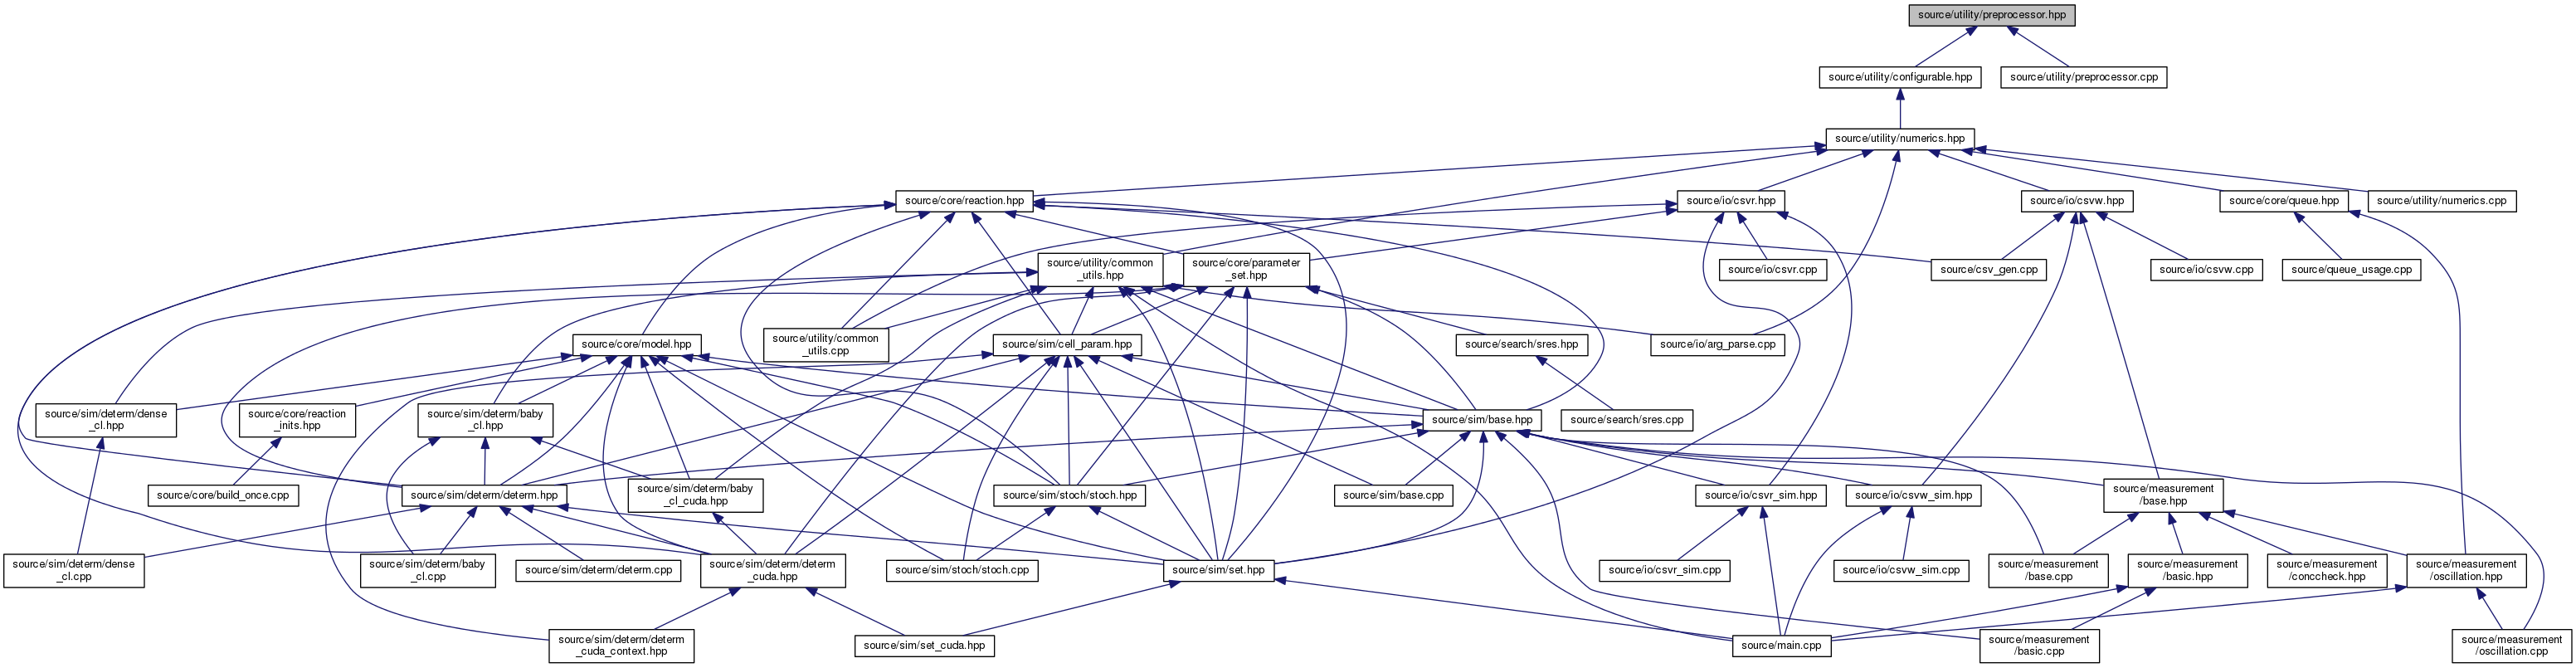 source/utility/preprocessor.hpp
source/utility/configurable.hpp
source/utility/preprocessor.cpp
source/utility/numerics.hpp
source/core/reaction.hpp
source/io/csvr.hpp
source/io/csvw.hpp
source/core/queue.hpp
source/utility/numerics.cpp
source/utility/common
_utils.hpp
source/core/parameter
_set.hpp
source/io/csvr.cpp
source/csv_gen.cpp
source/io/csvw.cpp
source/queue_usage.cpp
source/core/model.hpp
source/utility/common
_utils.cpp
source/sim/cell_param.hpp
source/search/sres.hpp
source/io/arg_parse.cpp
source/sim/determ/dense
_cl.hpp
source/core/reaction
_inits.hpp
source/sim/determ/baby
_cl.hpp
source/sim/base.hpp
source/search/sres.cpp
source/core/build_once.cpp
source/sim/determ/determ.hpp
source/sim/determ/baby
_cl_cuda.hpp
source/sim/stoch/stoch.hpp
source/sim/base.cpp
source/io/csvr_sim.hpp
source/io/csvw_sim.hpp
source/measurement
/base.hpp
source/sim/determ/dense
_cl.cpp
source/sim/determ/baby
_cl.cpp
source/sim/determ/determ.cpp
source/sim/determ/determ
_cuda.hpp
source/sim/stoch/stoch.cpp
source/sim/set.hpp
source/io/csvr_sim.cpp
source/io/csvw_sim.cpp
source/measurement
/base.cpp
source/measurement
/basic.hpp
source/measurement
/conccheck.hpp
source/measurement
/oscillation.hpp
source/sim/determ/determ
_cuda_context.hpp
source/sim/set_cuda.hpp
source/main.cpp
source/measurement
/basic.cpp
source/measurement
/oscillation.cpp